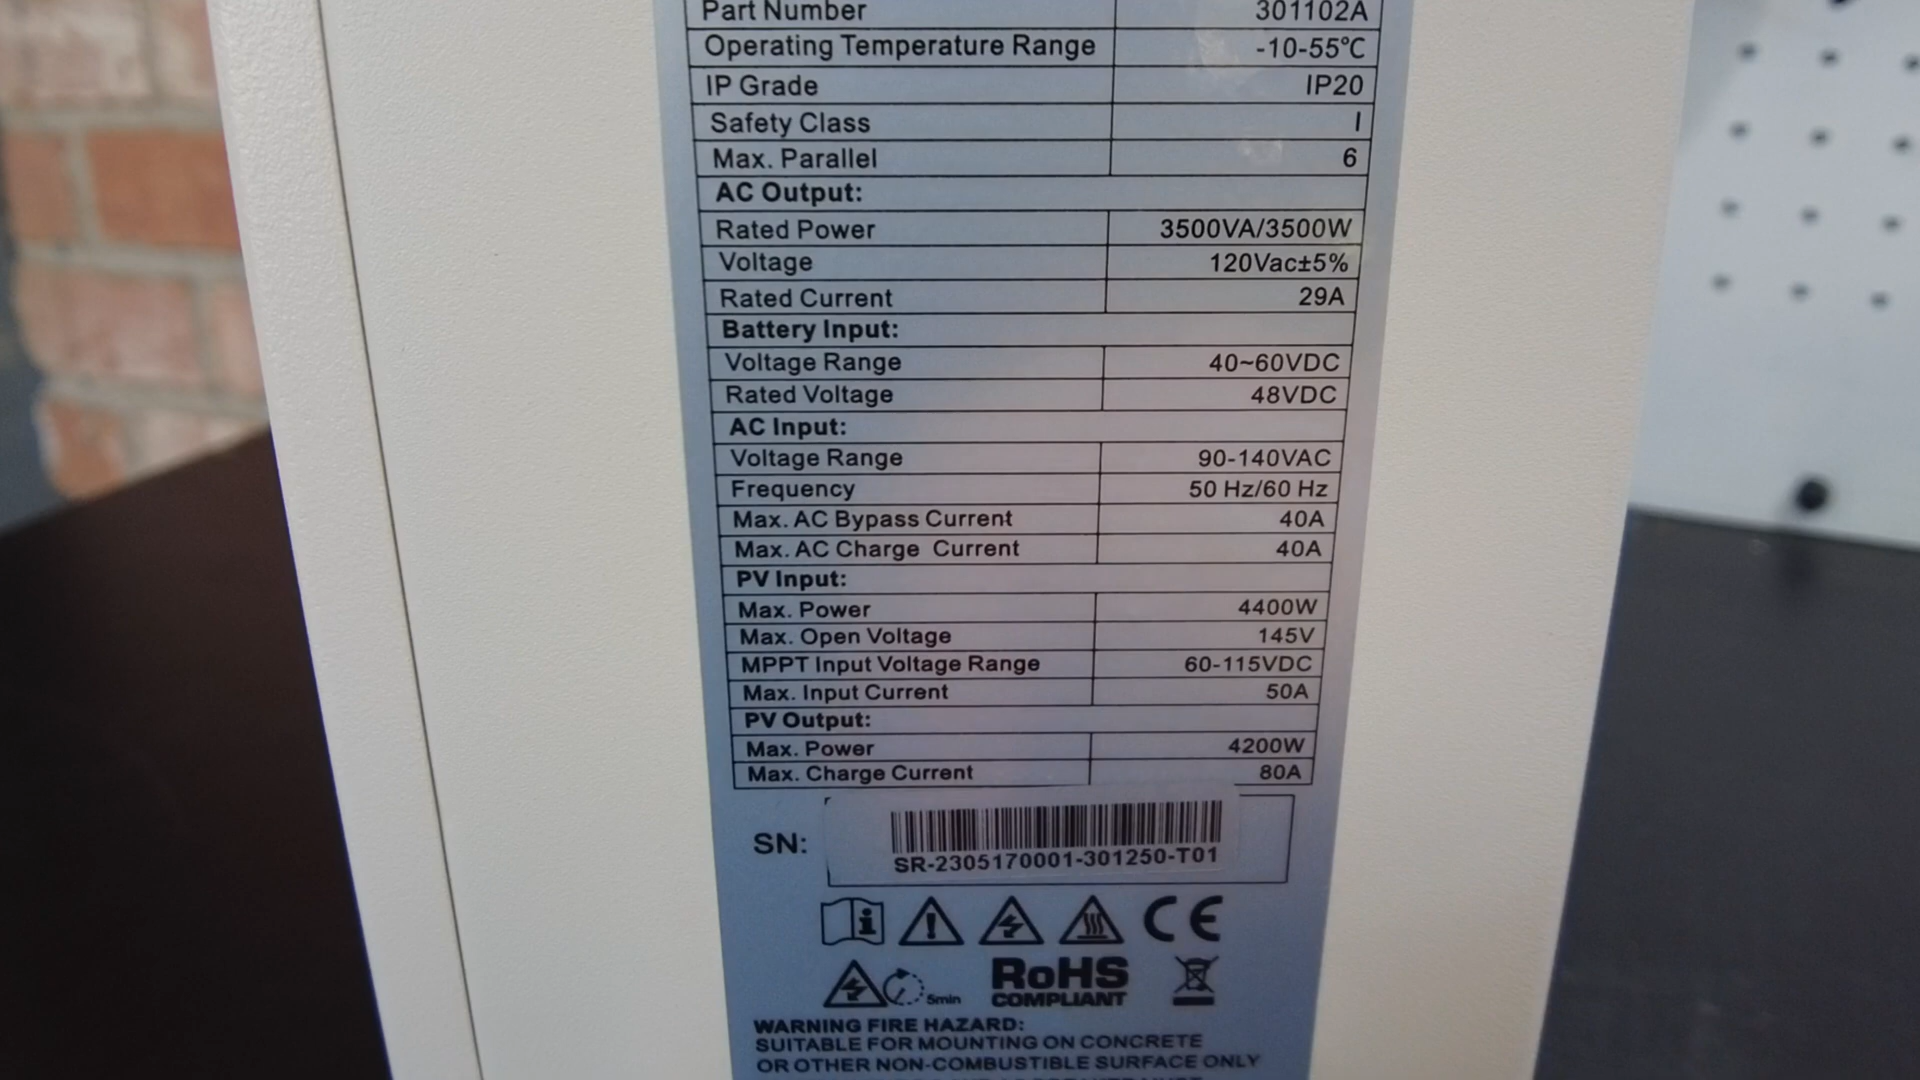 Part Number 301102A
Operating Temperature Range -10-55℃
IP Grade IP20
Safety Class I
Max. Parallel 6
AC Output:
Rated Power 3500VA/3500W
Voltage 120Vac±5%
Rated Current 29A
Battery Input:
Voltage Range 40~60VDC
Rated Voltage 48VDC
AC Input:
Voltage Range 90-140VAC
Frequency 50 Hz/60 Hz
Max. AC Bypass Current 40A
Max. AC Charge Current 40A
PV Input:
Max. Power 4400W
Max. Open Voltage 145V
MPPT Input Voltage Range 60-115VDC
Max. Input Current 50A
PV Output:
Max. Power 4200W
Max. Charge Current 80A
SN:
SR-2305170001-301250-T01
CE
5min
RoHS
COMPLIANT
WARNING FIRE HAZARD:
SUITABLE FOR MOUNTING ON CONCRETE
OR OTHER NON-COMBUSTIBLE SURFACE ONLY